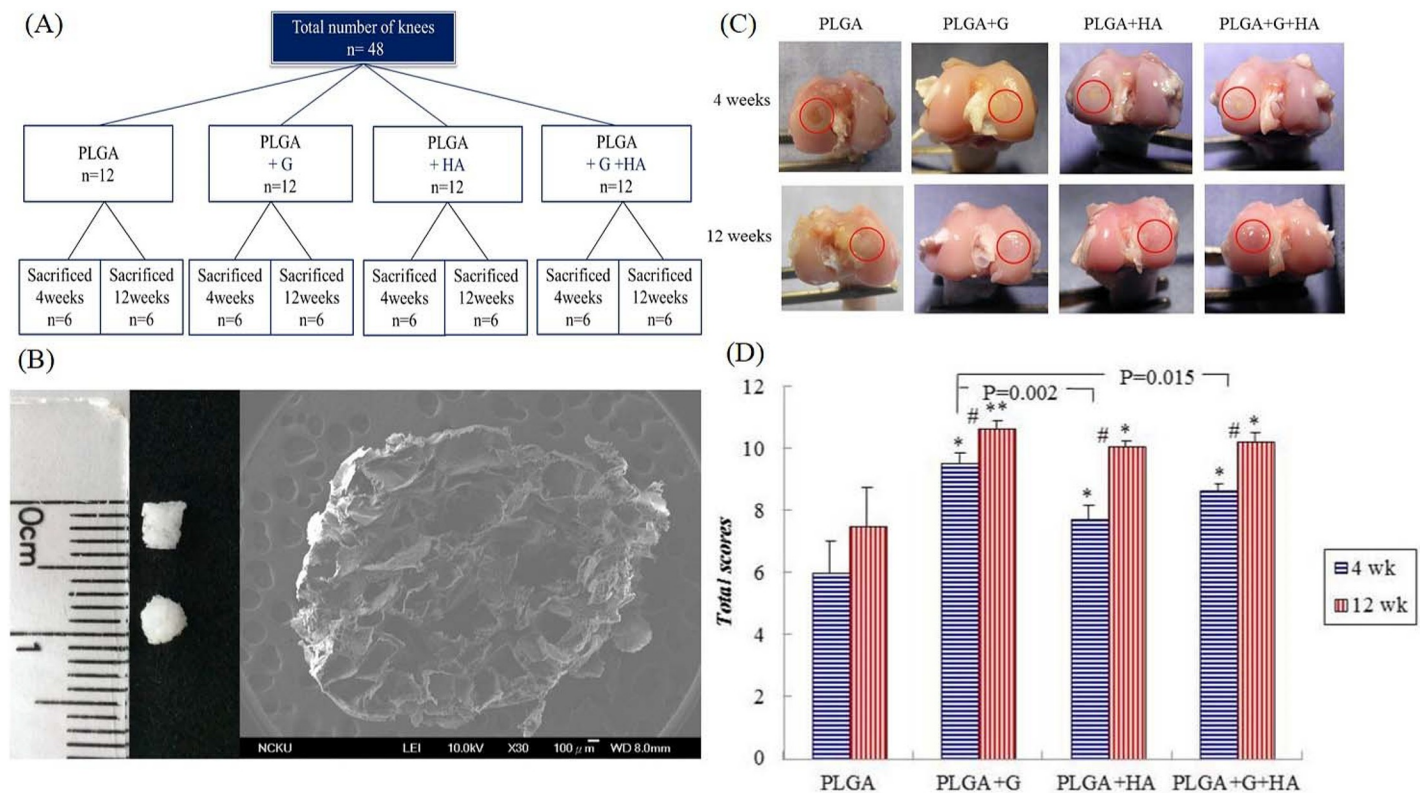 (A)
Total number of knees
n= 48
PLGA
n=12
PLGA
+ G
n=12
PLGA
+ HA
n=12
PLGA
+ G +HA
n=12
Sacrificed
4weeks
n=6
Sacrificed
12weeks
n=6
Sacrificed
4weeks
n=6
Sacrificed
12weeks
n=6
Sacrificed
4weeks
n=6
Sacrificed
12weeks
n=6
Sacrificed
4weeks
n=6
Sacrificed
12weeks
n=6
(B)
0cm
1
NCKU LEI 10.0kV X30 100μm WD 8.0mm
(C)
PLGA PLGA+G PLGA+HA PLGA+G+HA
4 weeks
12 weeks
(D)
P=0.015
P=0.002
# ** # * # *
* * *
Total scores
12
10
8
6
4
2
0
PLGA PLGA+G PLGA+HA PLGA+G+HA
4 wk
12 wk